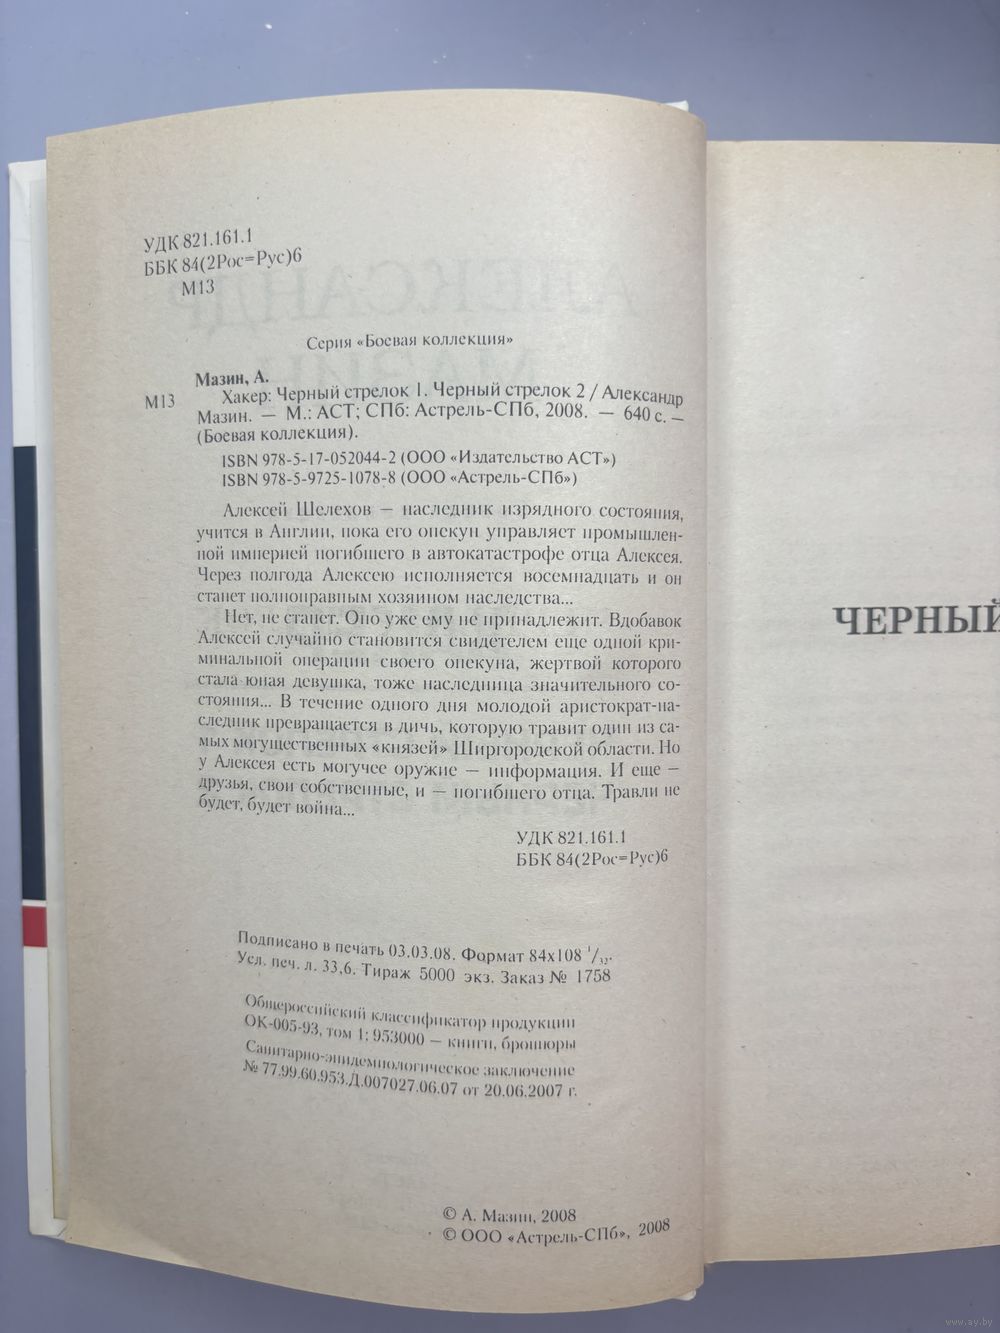 УДК 821.161.1
ББК 84(2Рос=Рус)6
М13
Серия «Боевая коллекция»
Мазин, А.
М13 Хакер: Черный стрелок 1. Черный стрелок 2 / Александр
Мазин. — М.: АСТ; СПб: Астрель-СПб, 2008. — 640 с. —
(Боевая коллекция).
ISBN 978-5-17-052044-2 (ООО «Издательство АСТ»)
ISBN 978-5-9725-1078-8 (ООО «Астрель-СПб»)
Алексей Шелехов — наследник изрядного состояния,
учится в Англии, пока его опекун управляет промышлен-
ной империей погибшего в автокатастрофе отца Алексея.
Через полгода Алексею исполняется восемнадцать и он
станет полноправным хозяином наследства...
Нет, не станет. Оно уже ему не принадлежит. Вдобавок
Алексей случайно становится свидетелем еще одной кри-
минальной операции своего опекуна, жертвой которого
стала юная девушка, тоже наследница значительного со-
стояния... В течение одного дня молодой аристократ-на-
следник превращается в дичь, которую травит один из са-
мых могущественных «князей» Ширгородской области. Но
у Алексея есть могучее оружие — информация. И еще —
друзья, свои собственные, и — погибшего отца. Травли не
будет, будет война...
УДК 821.161.1
ББК 84(2Рос=Рус)6
Подписано в печать 03.03.08. Формат 84х108 1/32.
Усл. печ. л. 33,6. Тираж 5000 экз. Заказ № 1758
Общероссийский классификатор продукции
ОК-005-93, том 1; 953000 — книги, брошюры
Санитарно-эпидемиологическое заключение
№ 77.99.60.953.Д.007027.06.07 от 20.06.2007 г.
© А. Мазин, 2008
© ООО «Астрель-СПб», 2008
ЧЕРНЫЙ
www.ay.by